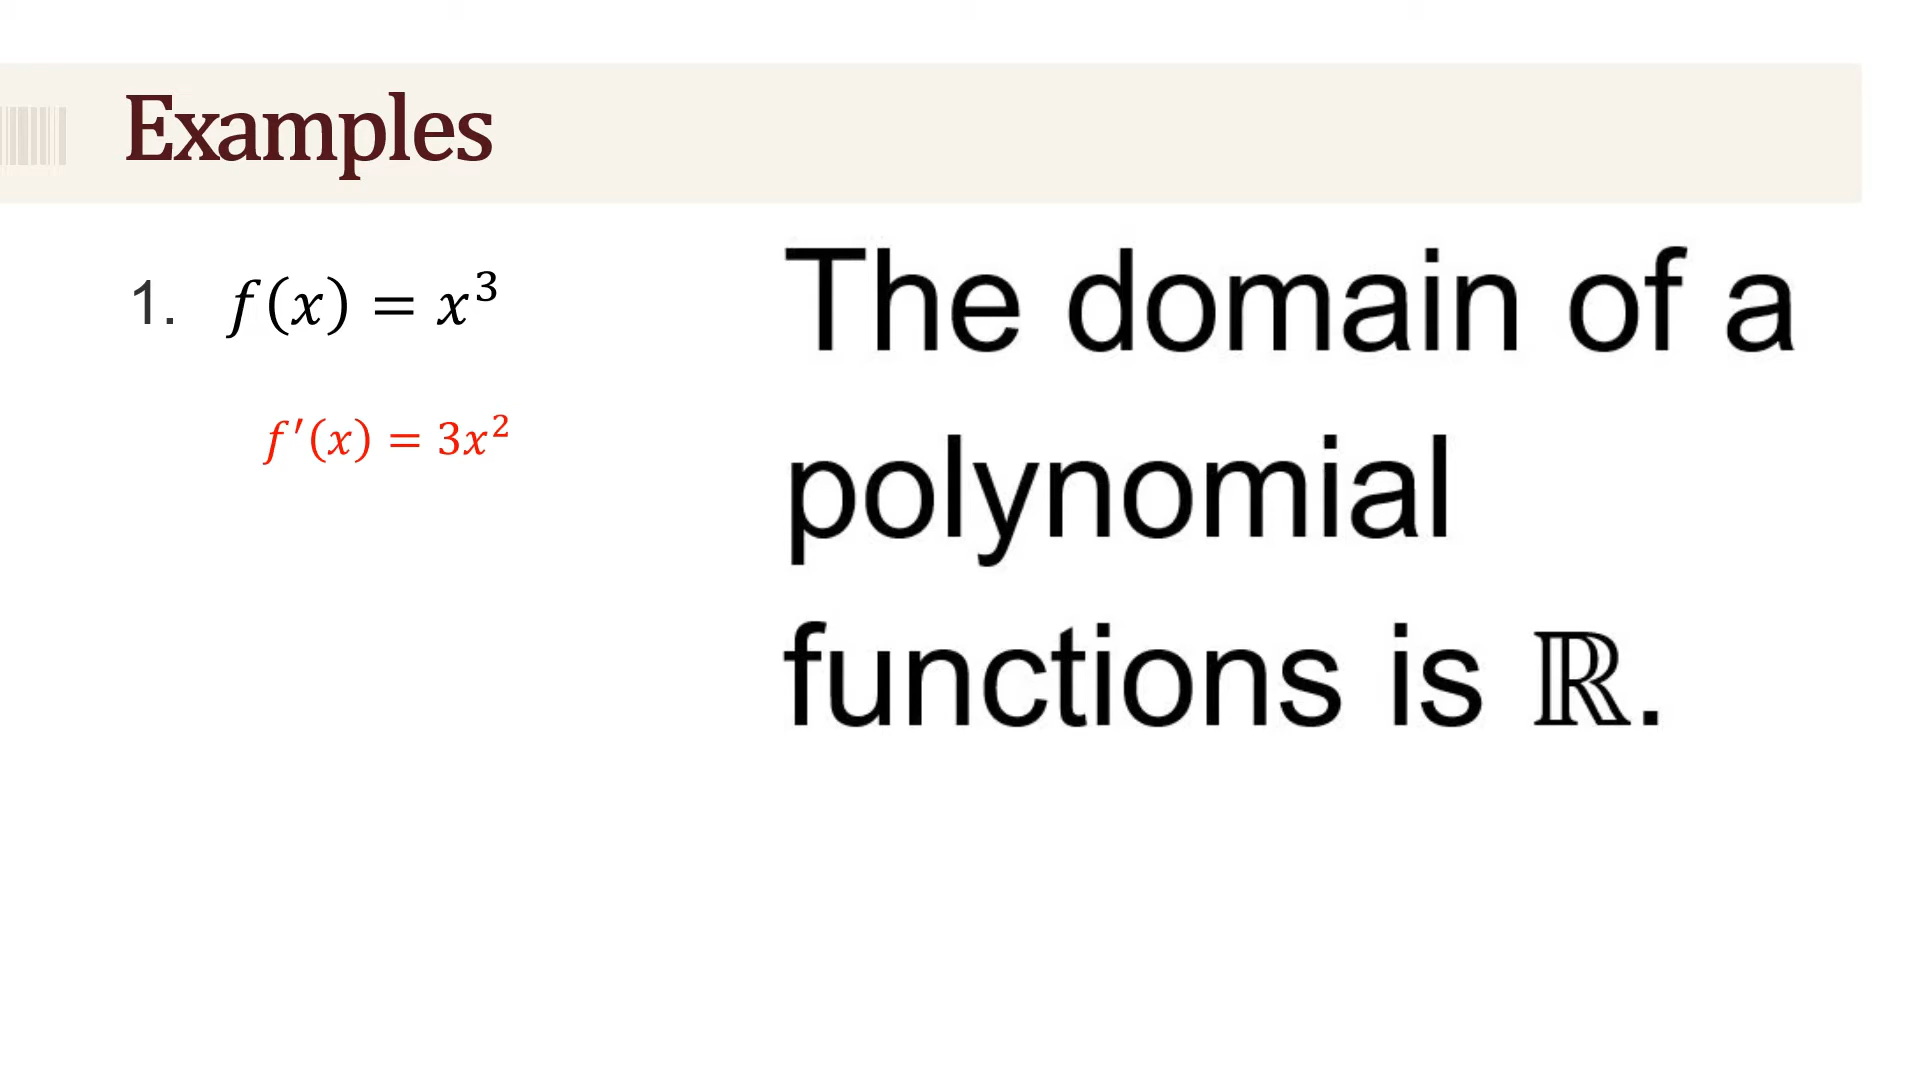 Examples
1. f(x) = x³
f′(x) = 3x²
The domain of a
polynomial
functions is ℝ.